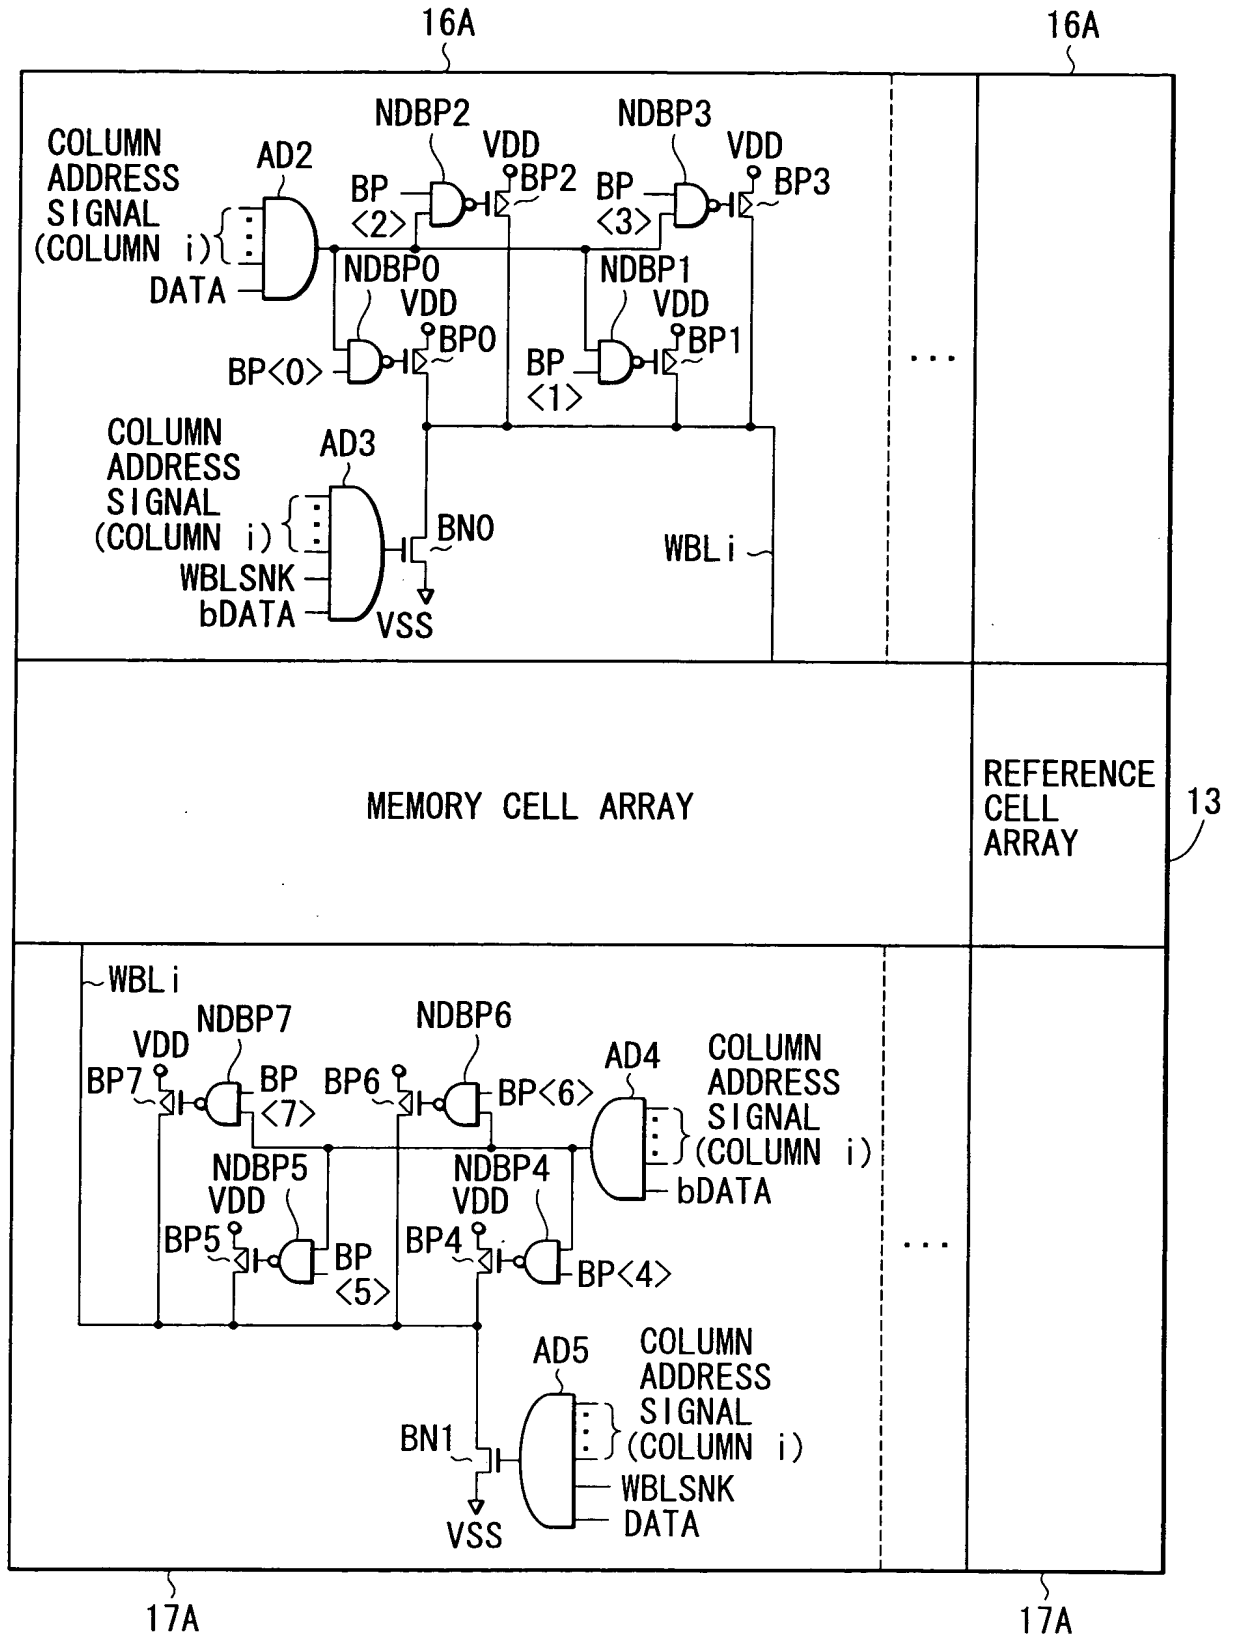 16A
16A
NDBP2
NDBP3
COLUMN
ADDRESS
SIGNAL
(COLUMN i)
AD2
VDD
VDD
BP
<2>
BP2
BP
<3>
BP3
DATA
NDBP0
VDD
NDBP1
VDD
BP0
BP1
BP<0>
BP
<1>
...
COLUMN
ADDRESS
SIGNAL
(COLUMN i)
AD3
BN0
WBLi
WBLSNK
bDATA
VSS
MEMORY CELL ARRAY
REFERENCE
CELL
ARRAY
13
WBLi
NDBP7
NDBP6
VDD
BP7
BP
<7>
BP6
BP<6>
AD4
COLUMN
ADDRESS
SIGNAL
(COLUMN i)
bDATA
NDBP5
VDD
NDBP4
VDD
BP5
BP
<5>
BP4
BP<4>
...
AD5
COLUMN
ADDRESS
SIGNAL
(COLUMN i)
BN1
WBLSNK
DATA
VSS
17A
17A